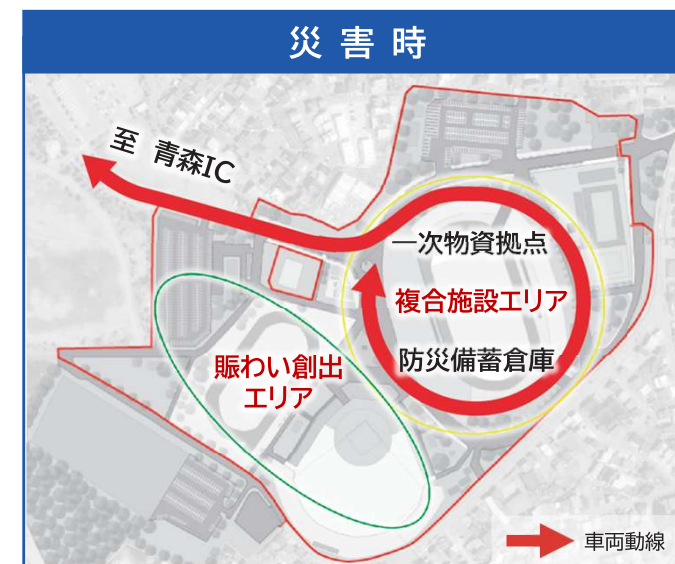 災害時
至 青森IC
一次物資拠点
複合施設エリア
防災備蓄倉庫
賑わい創出
エリア
車両動線